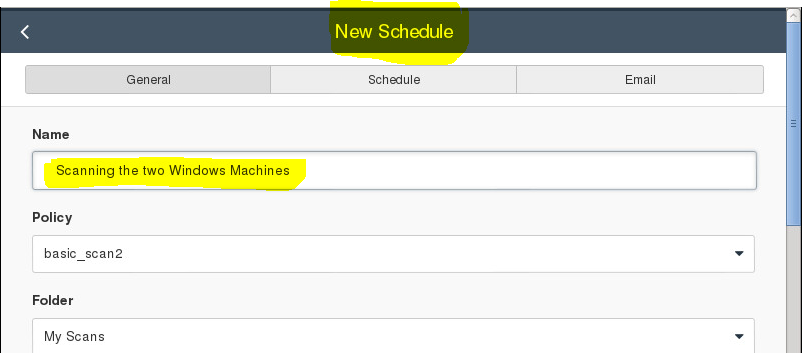 New Schedule
General Schedule Email
Name
Scanning the two Windows Machines
Policy
basic_scan2
Folder
My Scans